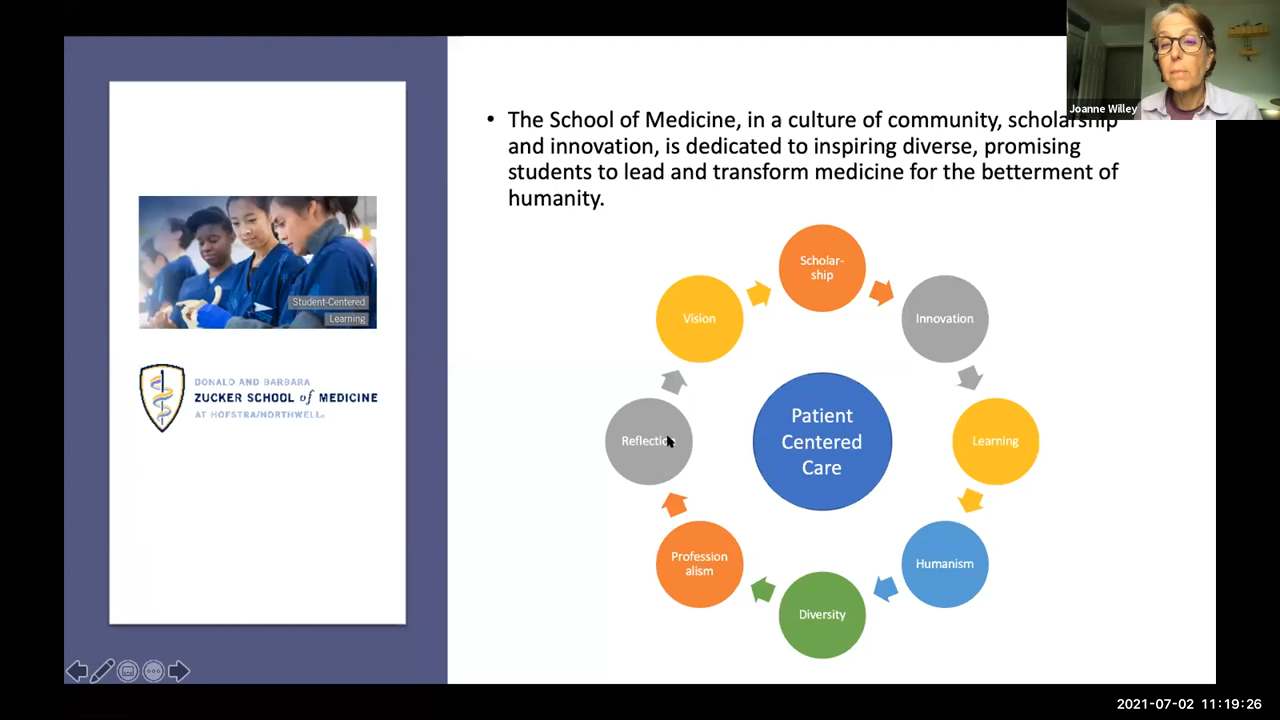 Joanne Willey
• The School of Medicine, in a culture of community, scholarship
and innovation, is dedicated to inspiring diverse, promising
students to lead and transform medicine for the betterment of
humanity.
Student-Centered
Learning
DONALD AND BARBARA
ZUCKER SCHOOL of MEDICINE
AT HOFSTRA/NORTHWELL
Scholar-
ship
Innovation
Learning
Humanism
Diversity
Profession
alism
Reflection
Vision
Patient
Centered
Care
2021-07-02 11:19:26